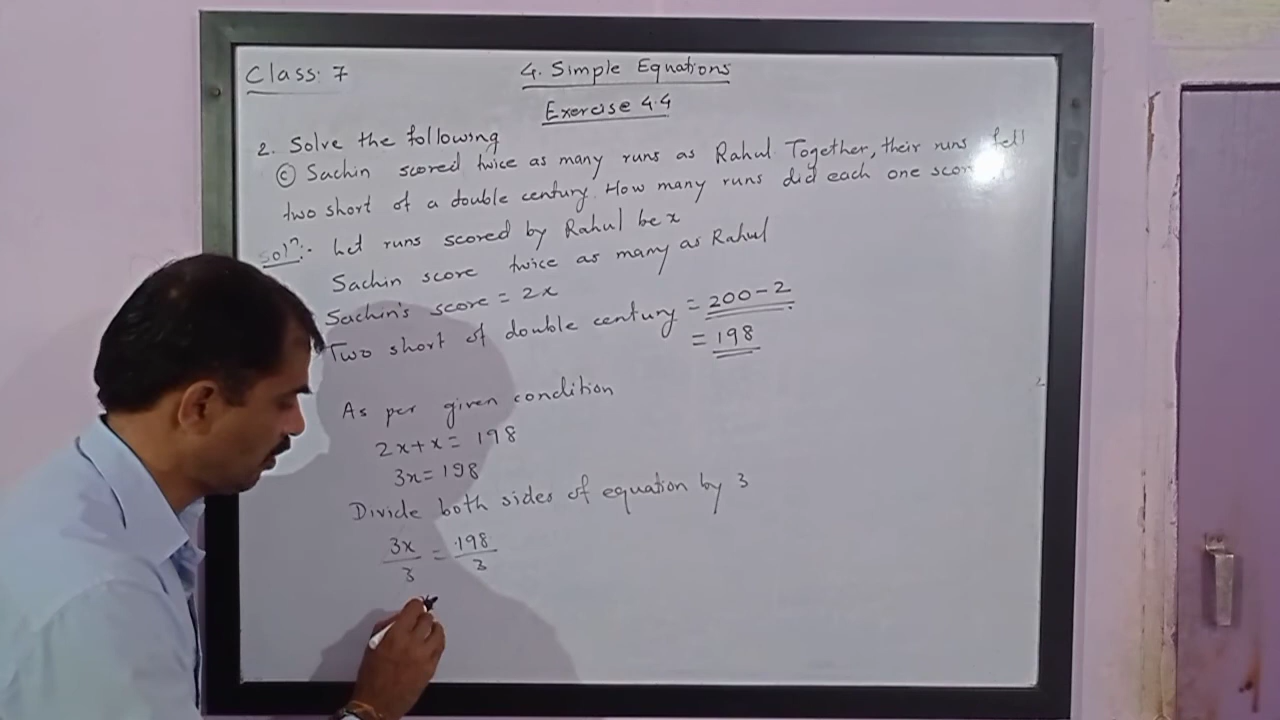 Class: 7
4. Simple Equations
Exercise 4.4
2. Solve the following
ⓒ Sachin scored twice as many runs as Rahul. Together, their runs fell
two short of a double century. How many runs did each one
Solⁿ:- Let runs scored by Rahul be x
Sachin score twice as many as Rahul
Sachin's score = 2x
Two short of double century = 200-2
= 198
As per given condition
2x+x = 198
3x = 198
Divide both sides of equation by 3
3x/3 = 198/3